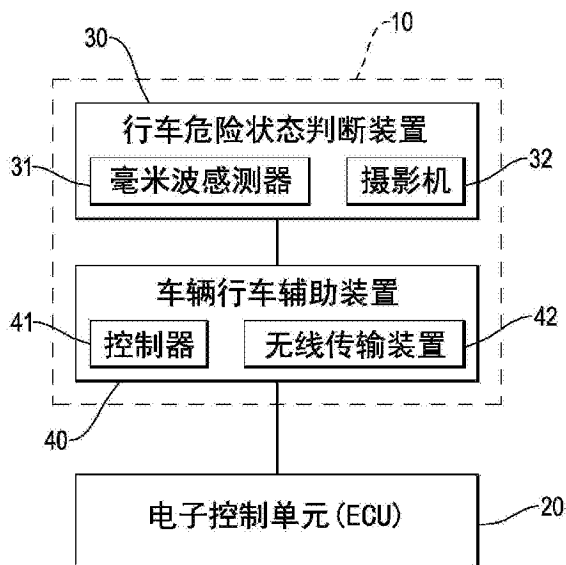 10
30
行车危险状态判断装置
31
毫米波感测器
摄影机
32
车辆行车辅助装置
41
控制器
无线传输装置
42
40
电子控制单元(ECU)
20